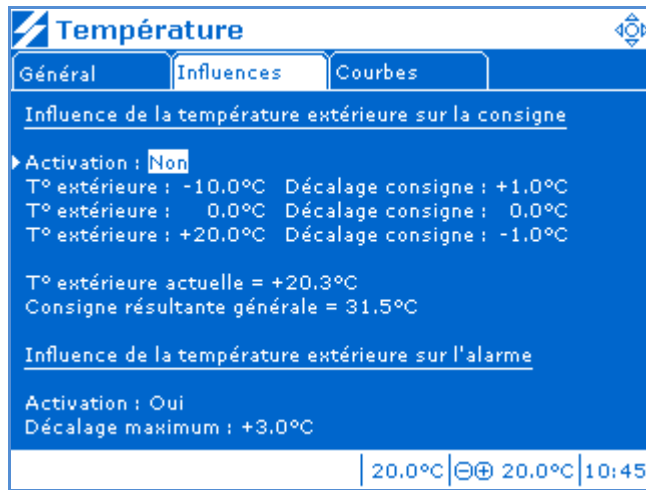 Température
Général Influences Courbes
Influence de la température extérieure sur la consigne
Activation : Non
T° extérieure : -10.0°C Décalage consigne : +1.0°C
T° extérieure : 0.0°C Décalage consigne : 0.0°C
T° extérieure : +20.0°C Décalage consigne : -1.0°C
T° extérieure actuelle = +20.3°C
Consigne résultante générale = 31.5°C
Influence de la température extérieure sur l'alarme
Activation : Oui
Décalage maximum : +3.0°C
20.0°C ⊖⊕ 20.0°C 10:45